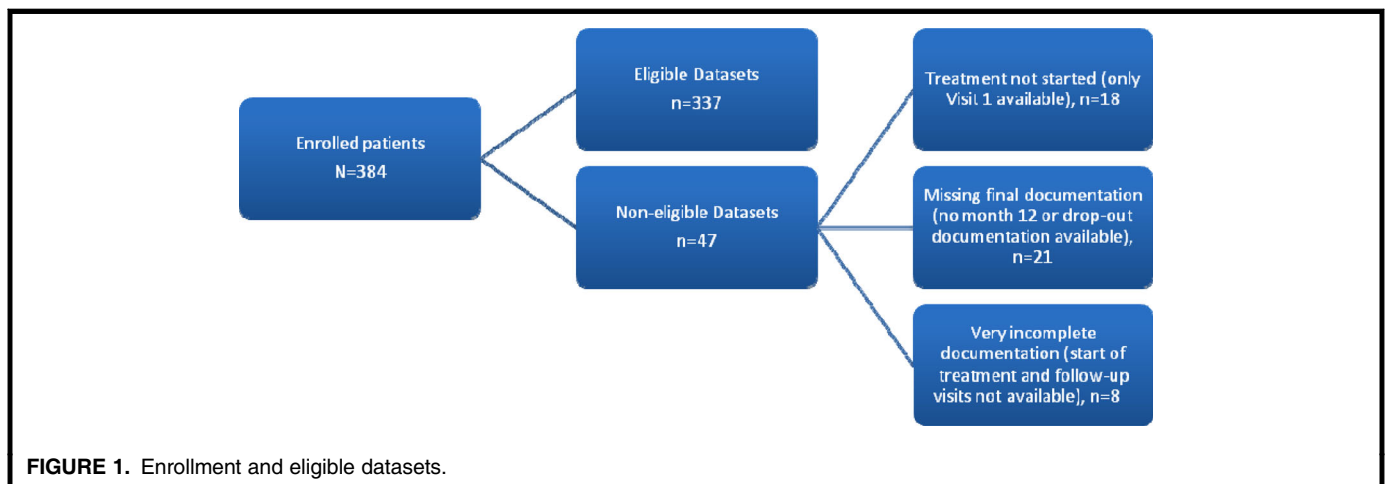 Enrolled patients
N=384
Eligible Datasets
n=337
Non-eligible Datasets
n=47
Treatment not started (only
Visit 1 available), n=18
Missing final documentation
(no month 12 or drop-out
documentation available),
n=21
Very incomplete
documentation (start of
treatment and follow-up
visits not available), n=8
FIGURE 1. Enrollment and eligible datasets.